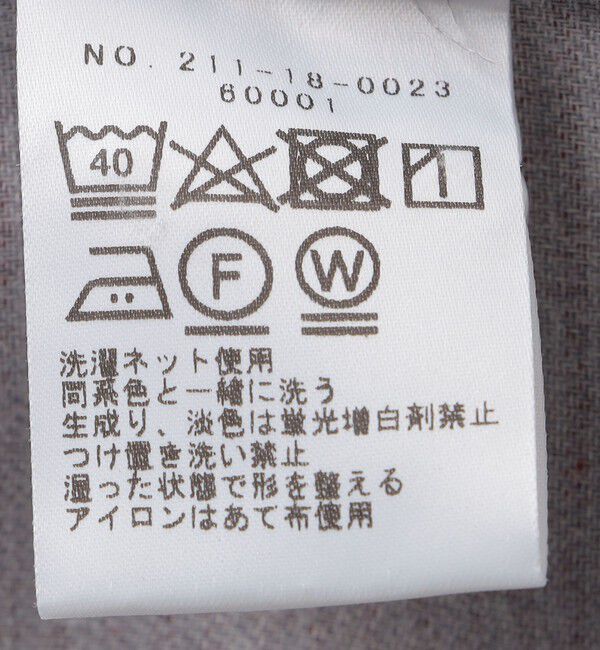 NO. 211-18-0023
60001
40
F W
洗濯ネット使用
同系色と一緒に洗う
生成り、淡色は蛍光増白剤禁止
つけ置き洗い禁止
湿った状態で形を整える
アイロンはあて布使用